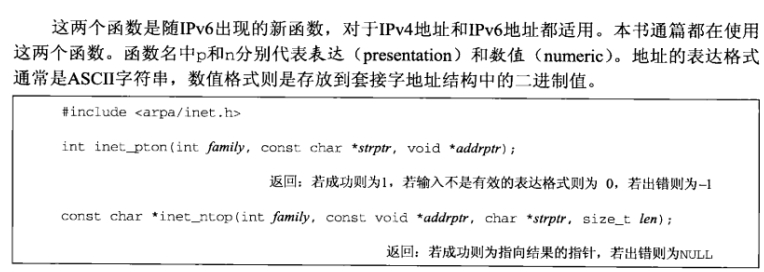 这两个函数是随IPv6出现的新函数，对于IPv4地址和IPv6地址都适用。本书通篇都在使用
这两个函数。函数名中p和n分别代表表达（presentation）和数值（numeric）。地址的表达格式
通常是ASCII字符串，数值格式则是存放到套接字地址结构中的二进制值。
#include <arpa/inet.h>
int inet_pton(int family, const char *strptr, void *addrptr);
返回：若成功则为1，若输入不是有效的表达格式则为 0，若出错则为-1
const char *inet_ntop(int family, const void *addrptr, char *strptr, size_t len);
返回：若成功则为指向结果的指针，若出错则为NULL